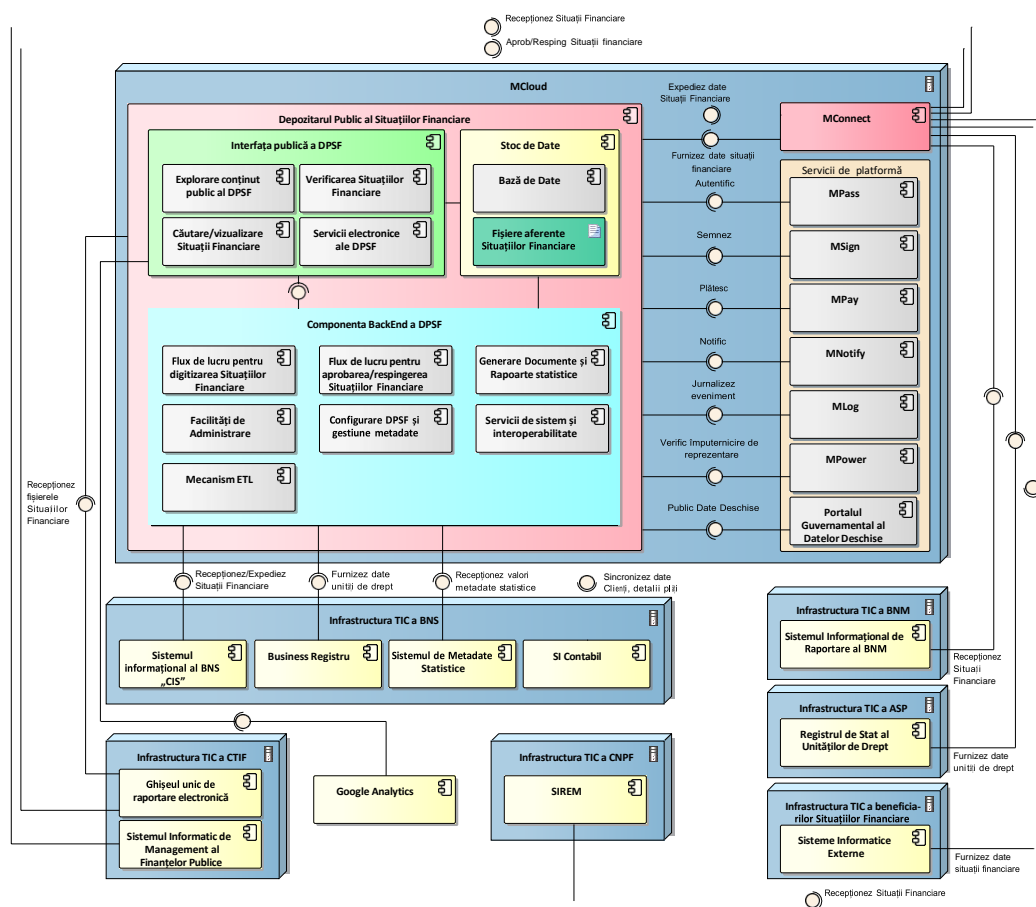 Recepționez Situații Financiare
Aprob/Resping Situații financiare
MCloud
Depozitarul Public al Situațiilor Financiare
Interfața publică a DPSF
Explorare conținut
public al DPSF
Verificarea Situațiilor
Financiare
Căutare/vizualizare
Situații Financiare
Servicii electronice
ale DPSF
Stoc de Date
Bază de Date
Fișiere aferente
Situațiilor Financiare
Expediez date
Situații Financiare
Furnizez date situații
financiare
Autentific
Semnez
Plătesc
Notific
Jurnalizez
eveniment
Verific împuternicire de
reprezentare
Public Date Deschise
MConnect
Servicii de platformă
MPass
MSign
MPay
MNotify
MLog
MPower
Portalul
Guvernamental al
Datelor Deschise
Componenta BackEnd a DPSF
Flux de lucru pentru
digitizarea Situațiilor
Financiare
Flux de lucru pentru
aprobarea/respingerea
Situațiilor Financiare
Generare Documente și
Rapoarte statistice
Facilități de
Administrare
Configurare DPSF și
gestiune metadate
Servicii de sistem și
interoperabilitate
Mecanism ETL
Recepționez
fișierele
Situaiilor
Financiare
Recepționez/Expediez
Situații Financiare
Furnizez date
unități de drept
Recepționez valori
metadate statistice
Sincronizez date
Clienți, detalii plăți
Infrastructura TIC a BNS
Sistemul
informațional al BNS
„CIS”
Business Registru
Sistemul de Metadate
Statistice
SI Contabil
Infrastructura TIC a BNM
Sistemul Informațional de
Raportare al BNM
Recepționez
Situații
Financiare
Infrastructura TIC a ASP
Registrul de Stat al
Unităților de Drept
Furnizez date
unități de drept
Infrastructura TIC a CTIF
Ghișeul unic de
raportare electronică
Sistemul Informatic de
Management al
Finanțelor Publice
Google Analytics
Infrastructura TIC a CNPF
SIREM
Infrastructura TIC a beneficia-
rilor Situațiilor Financiare
Sisteme Informatice
Externe
Furnizez date
situații financiare
Recepționez Situații Financiare